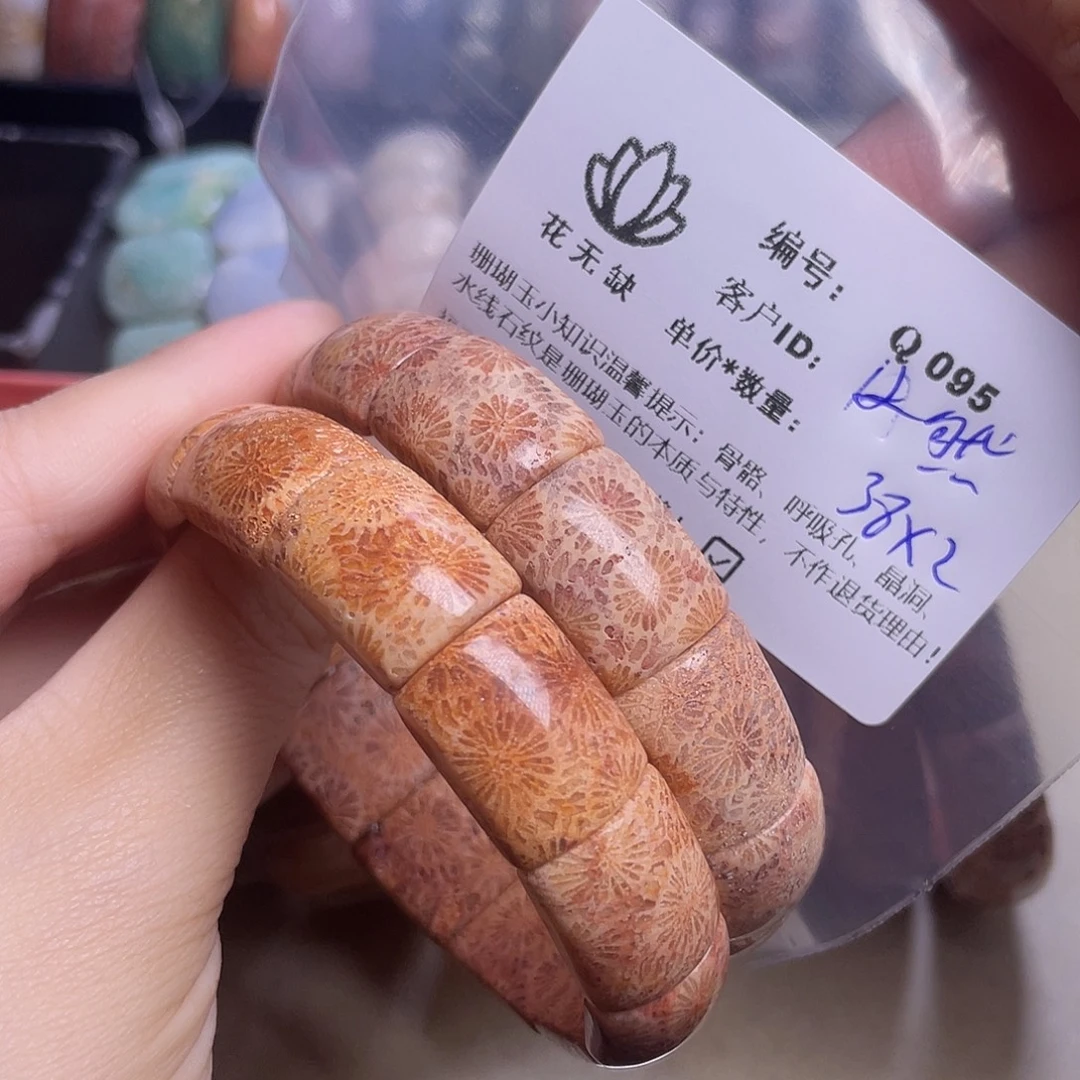 花无缺
编号：Q095
客户ID：
单价*数量：38X2
珊瑚玉小知识温馨提示：骨骼、呼吸孔、晶洞、
水线石纹是珊瑚玉的本质与特性，不作退货理由！